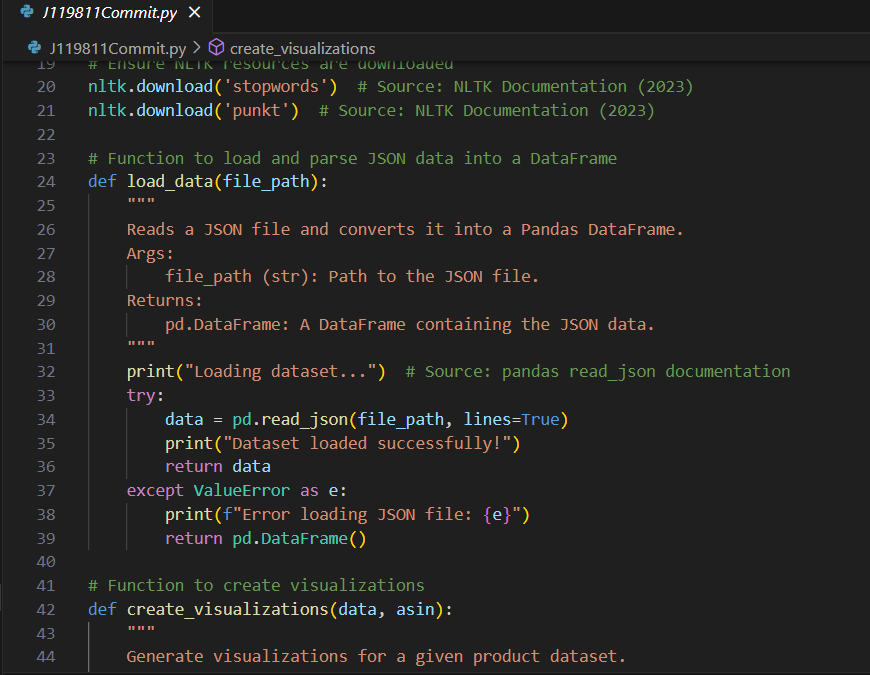 J119811Commit.py
J119811Commit.py > create_visualizations
19 # Ensure NLTK resources are downloaded
20 nltk.download('stopwords')  # Source: NLTK Documentation (2023)
21 nltk.download('punkt')  # Source: NLTK Documentation (2023)
22
23 # Function to load and parse JSON data into a DataFrame
24 def load_data(file_path):
25     """
26     Reads a JSON file and converts it into a Pandas DataFrame.
27     Args:
28         file_path (str): Path to the JSON file.
29     Returns:
30         pd.DataFrame: A DataFrame containing the JSON data.
31     """
32     print("Loading dataset...")  # Source: pandas read_json documentation
33     try:
34         data = pd.read_json(file_path, lines=True)
35         print("Dataset loaded successfully!")
36         return data
37     except ValueError as e:
38         print(f"Error loading JSON file: {e}")
39         return pd.DataFrame()
40
41 # Function to create visualizations
42 def create_visualizations(data, asin):
43     """
44     Generate visualizations for a given product dataset.